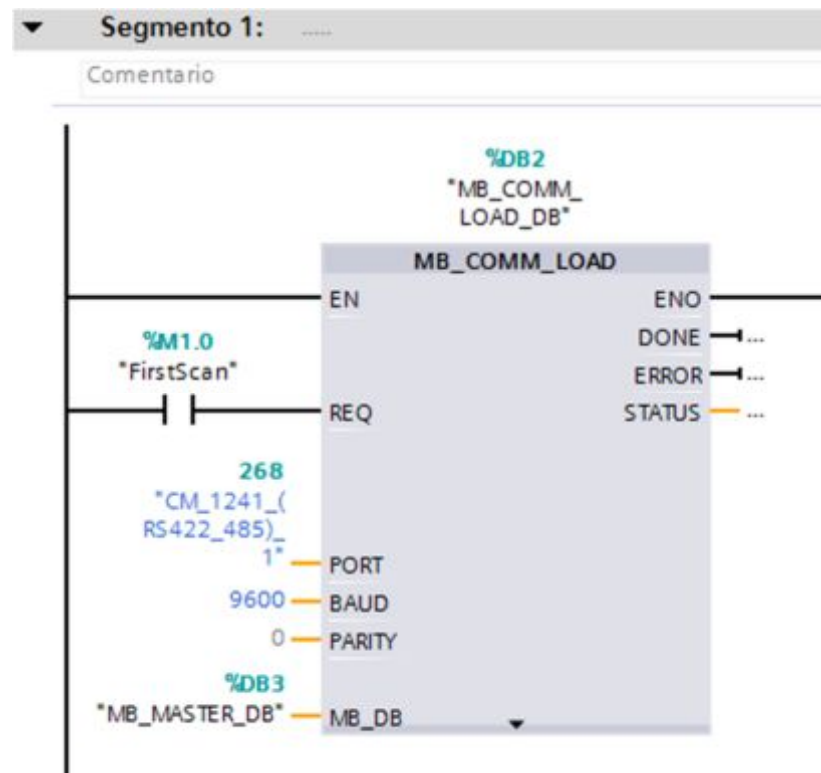 Segmento 1: .....
Comentario
%DB2
"MB_COMM_
LOAD_DB"
MB_COMM_LOAD
EN
ENO
%M1.0
"FirstScan"
DONE
...
ERROR
...
REQ
STATUS
...
268
"CM_1241_(
RS422_485)_
1"
PORT
9600
BAUD
0
PARITY
%DB3
"MB_MASTER_DB"
MB_DB